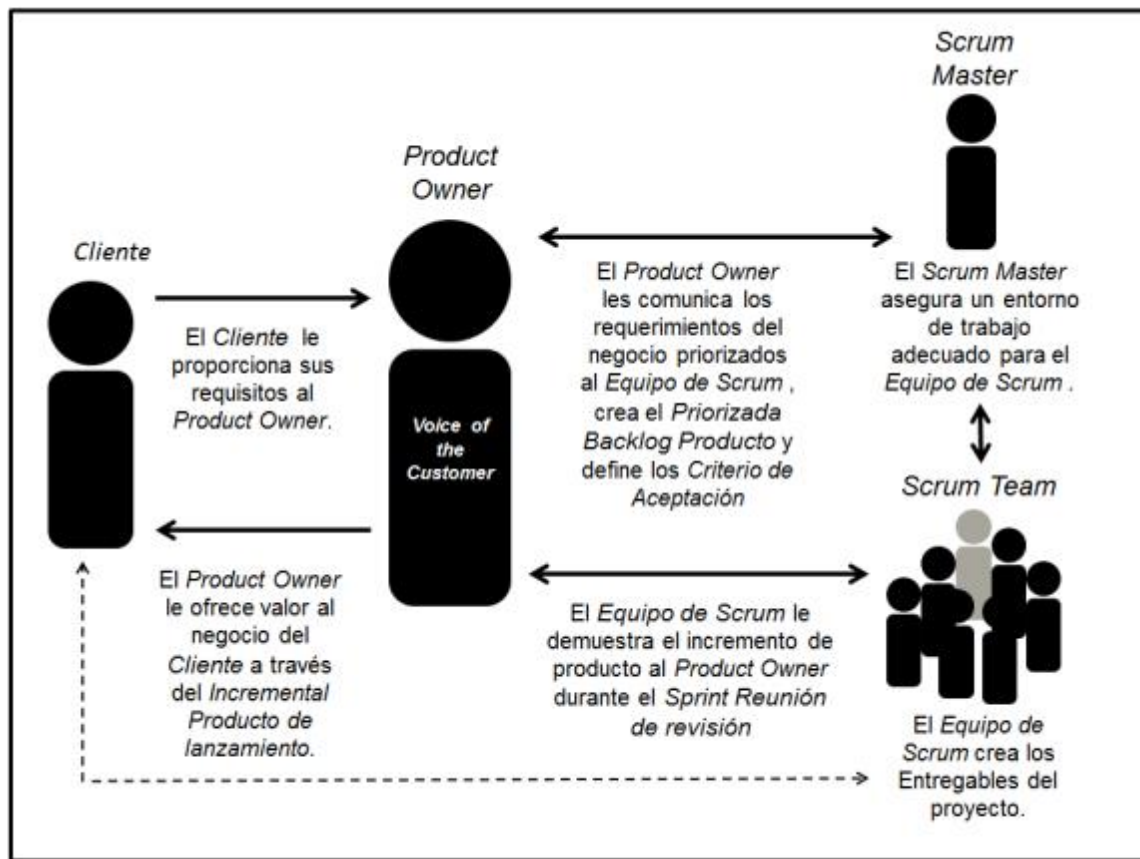 Scrum
Master
Product
Owner
Cliente
El Cliente le
proporciona sus
requisitos al
Product Owner.
Voice of
the
Customer
El Product Owner
les comunica los
requerimientos del
negocio priorizados
al Equipo de Scrum ,
crea el Priorizada
Backlog Producto y
define los Criterio de
Aceptación
El Scrum Master
asegura un entorno
de trabajo
adecuado para el
Equipo de Scrum .
Scrum Team
El Product Owner
le ofrece valor al
negocio del
Cliente a través
del Incremental
Producto de
lanzamiento.
El Equipo de Scrum le
demuestra el incremento de
producto al Product Owner
durante el Sprint Reunión
de revisión
El Equipo de
Scrum crea los
Entregables del
proyecto.